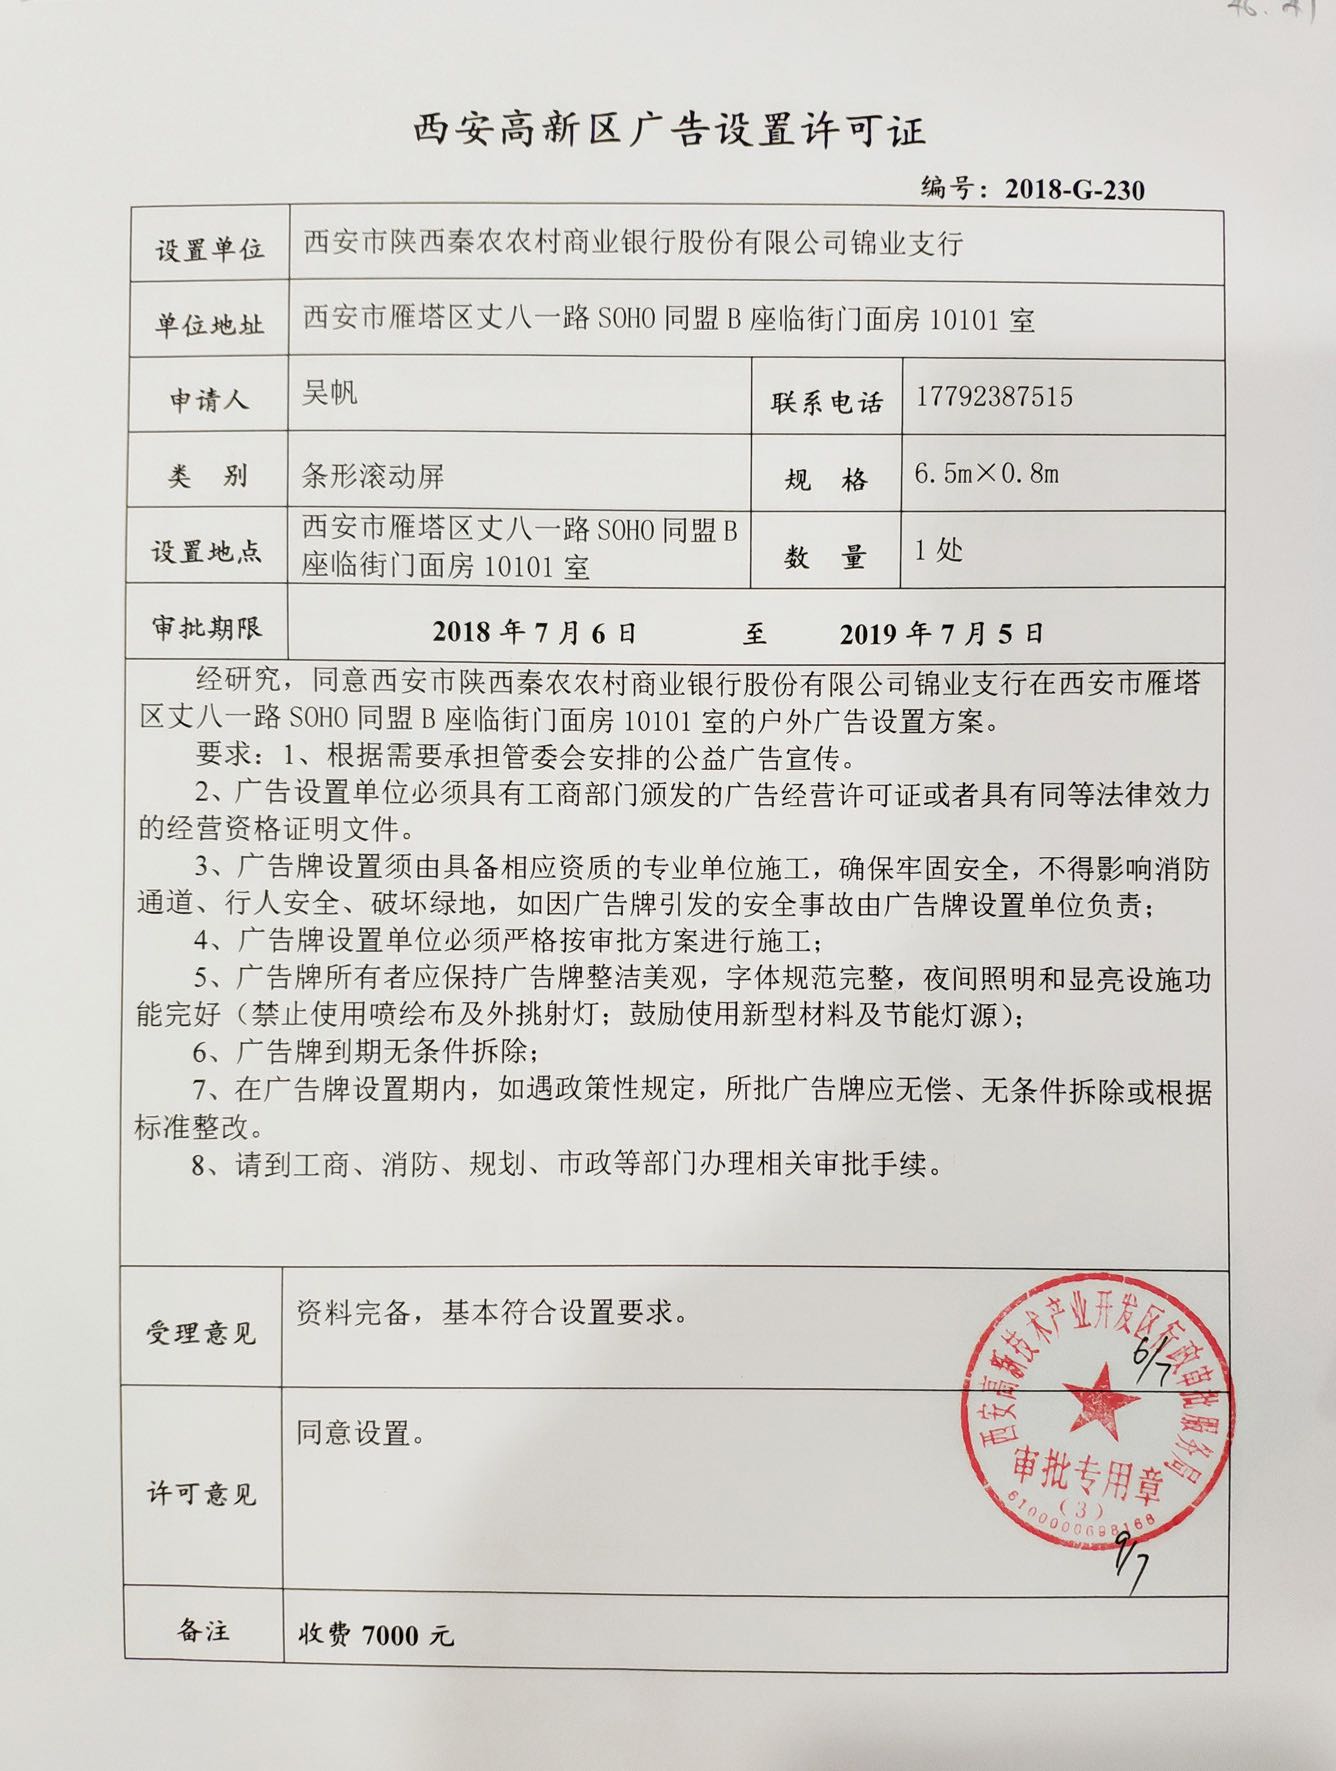 西安高新区广告设置许可证
编号：2018-G-230
设置单位 西安市陕西秦农农村商业银行股份有限公司锦业支行
单位地址 西安市雁塔区丈八一路 SOHO 同盟 B 座临街门面房 10101 室
申请人 吴帆 联系电话 17792387515
类 别 条形滚动屏 规 格 6.5m×0.8m
设置地点 西安市雁塔区丈八一路 SOHO 同盟 B
座临街门面房 10101 室 数 量 1 处
审批期限 2018 年 7 月 6 日 至 2019 年 7 月 5 日
经研究，同意西安市陕西秦农农村商业银行股份有限公司锦业支行在西安市雁塔
区丈八一路 SOHO 同盟 B 座临街门面房 10101 室的户外广告设置方案。
要求：1、根据需要承担管委会安排的公益广告宣传。
2、广告设置单位必须具有工商部门颁发的广告经营许可证或者具有同等法律效力
的经营资格证明文件。
3、广告牌设置须由具备相应资质的专业单位施工，确保牢固安全，不得影响消防
通道、行人安全、破坏绿地，如因广告牌引发的安全事故由广告牌设置单位负责；
4、广告牌设置单位必须严格按审批方案进行施工；
5、广告牌所有者应保持广告牌整洁美观，字体规范完整，夜间照明和显亮设施功
能完好（禁止使用喷绘布及外挑射灯；鼓励使用新型材料及节能灯源）；
6、广告牌到期无条件拆除；
7、在广告牌设置期内，如遇政策性规定，所批广告牌应无偿、无条件拆除或根据
标准整改。
8、请到工商、消防、规划、市政等部门办理相关审批手续。
受理意见 资料完备，基本符合设置要求。
6/7
西安高新技术产业开发区行政审批服务局
审批专用章
（3）
6100000698168
许可意见 同意设置。
9/7
备注 收费 7000 元